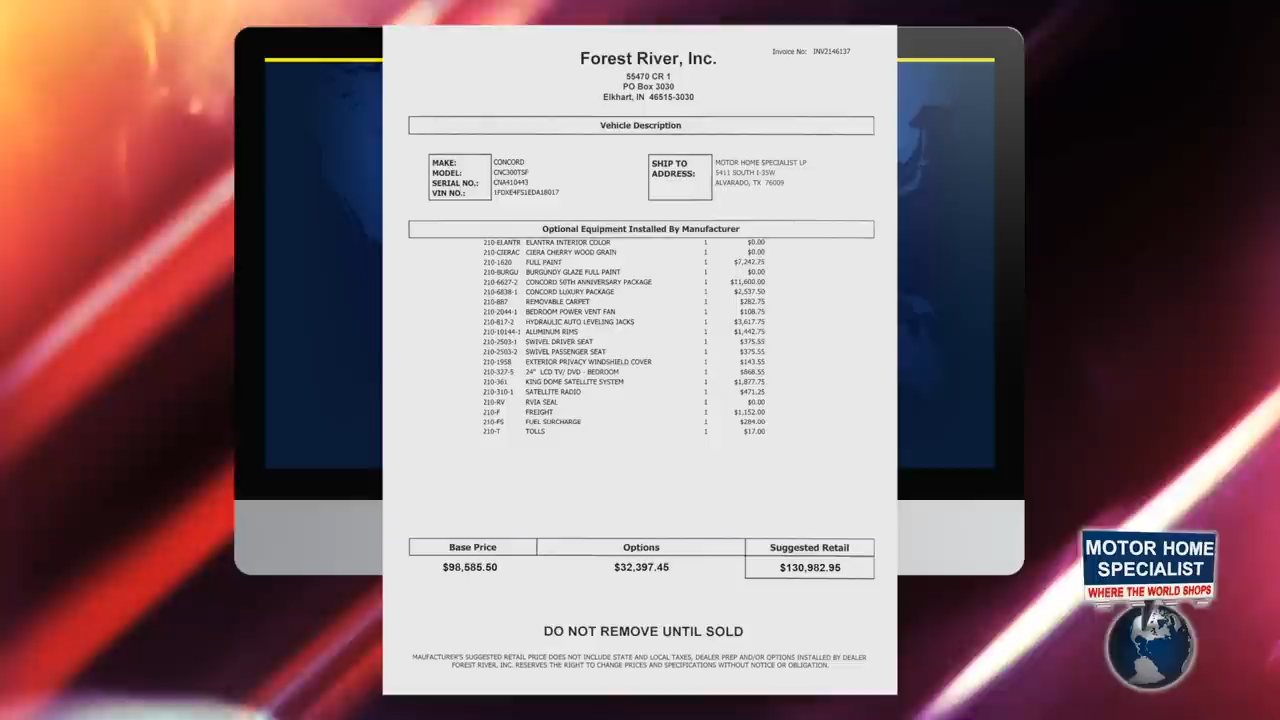 Invoice No: INV2146137
Forest River, Inc.
55470 CR 1
PO Box 3030
Elkhart, IN 46515-3030
Vehicle Description
MAKE: CONCORD
MODEL: CNC300TSF
SERIAL NO.: CNA410443
VIN NO.: 1FDXE4FS1EDA18017
SHIP TO ADDRESS:
MOTOR HOME SPECIALIST LP
5411 SOUTH I-35W
ALVARADO, TX 76009
Optional Equipment Installed By Manufacturer
210-ELANTR ELANTRA INTERIOR COLOR 1 $0.00
210-CIERAC CIERA CHERRY WOOD GRAIN 1 $0.00
210-1620 FULL PAINT 1 $7,242.75
210-BURGU BURGUNDY GLAZE FULL PAINT 1 $0.00
210-6627-2 CONCORD 50TH ANNIVERSARY PACKAGE 1 $11,600.00
210-6838-1 CONCORD LUXURY PACKAGE 1 $2,537.50
210-887 REMOVABLE CARPET 1 $282.75
210-2044-1 BEDROOM POWER VENT FAN 1 $108.75
210-817-2 HYDRAULIC AUTO LEVELING JACKS 1 $3,617.75
210-10144-1 ALUMINUM RIMS 1 $1,442.75
210-2503-1 SWIVEL DRIVER SEAT 1 $375.55
210-2503-2 SWIVEL PASSENGER SEAT 1 $375.55
210-1958 EXTERIOR PRIVACY WINDSHIELD COVER 1 $143.55
210-327-5 24" LCD TV/ DVD - BEDROOM 1 $868.55
210-361 KING DOME SATELLITE SYSTEM 1 $1,877.75
210-310-1 SATELLITE RADIO 1 $471.25
210-RV RVIA SEAL 1 $0.00
210-F FREIGHT 1 $1,152.00
210-FS FUEL SURCHARGE 1 $284.00
210-T TOLLS 1 $17.00
Base Price Options Suggested Retail
$98,585.50 $32,397.45 $130,982.95
DO NOT REMOVE UNTIL SOLD
MAUFACTURER'S SUGGESTED RETAIL PRICE DOES NOT INCLUDE STATE AND LOCAL TAXES, DEALER PREP AND/OR OPTIONS INSTALLED BY DEALER
FOREST RIVER, INC. RESERVES THE RIGHT TO CHANGE PRICES AND SPECIFICATIONS WITHOUT NOTICE OR OBLIGATION.
MOTOR HOME
SPECIALIST
WHERE THE WORLD SHOPS